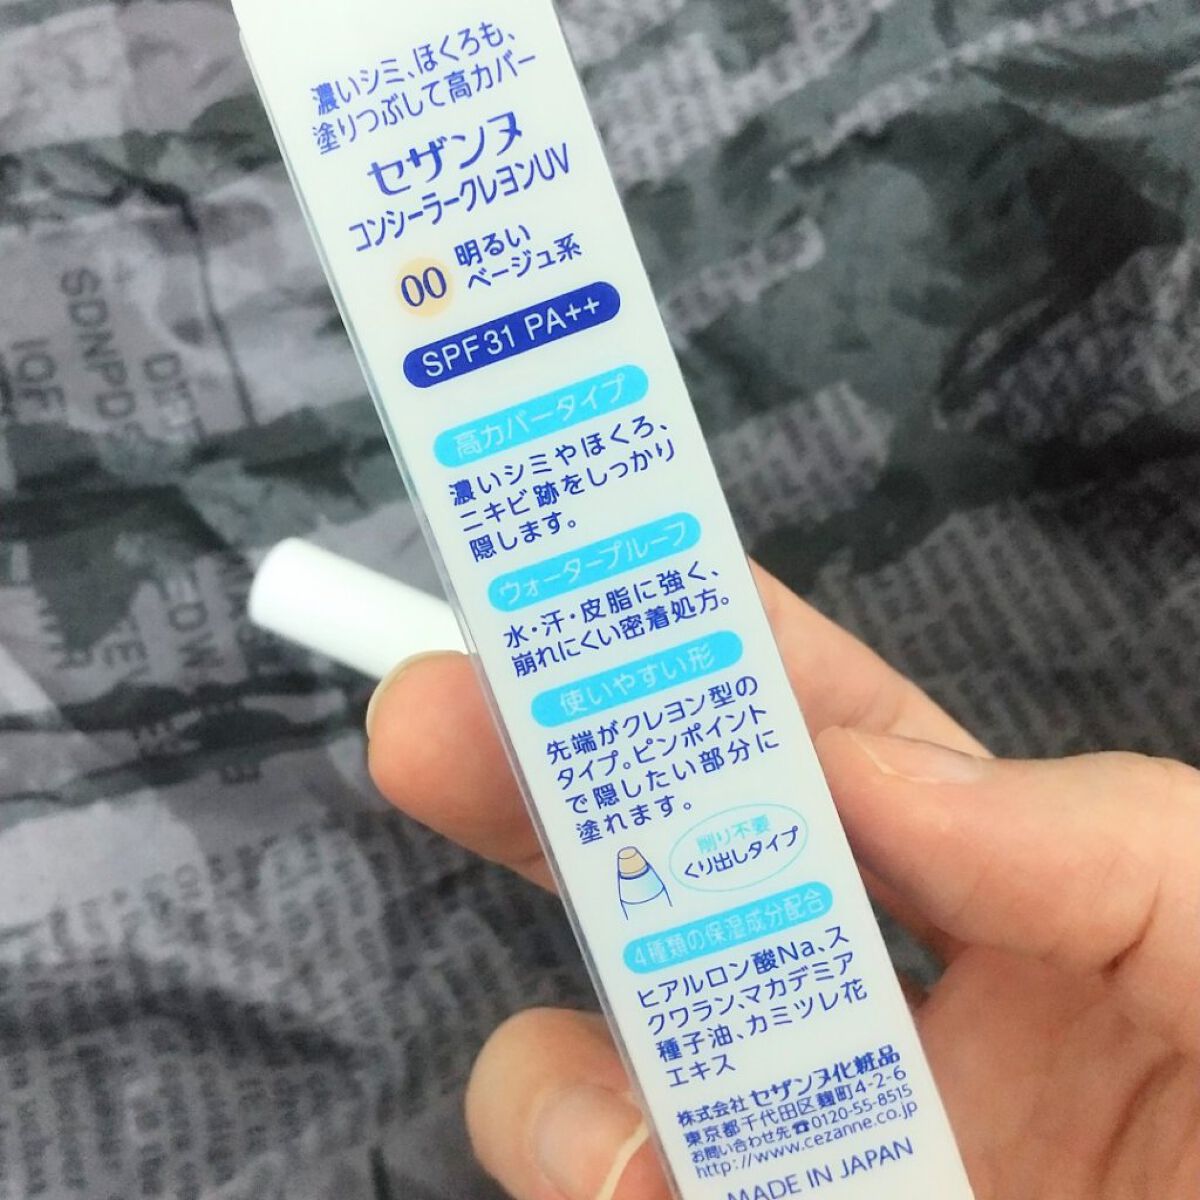 濃いシミ、ほくろも、
塗りつぶして高カバー
セザンヌ
コンシーラークレヨンUV
00 明るい
ベージュ系
SPF31 PA++
高カバータイプ
濃いシミやほくろ、
ニキビ跡をしっかり
隠します。
ウォータープルーフ
水・汗・皮脂に強く、
崩れにくい密着処方。
使いやすい形
先端がクレヨン型の
タイプ。ピンポイント
で隠したい部分に
塗れます。
削り不要
くり出しタイプ
4種類の保湿成分配合
ヒアルロン酸Na、ス
クワラン、マカデミア
種子油、カミツレ花
エキス
株式会社 セザンヌ化粧品
東京都千代田区麹町4-2-6
お問い合わせ先☎0120-55-8515
http://www.cezanne.co.jp
MADE IN JAPAN
SDNPD
IQF